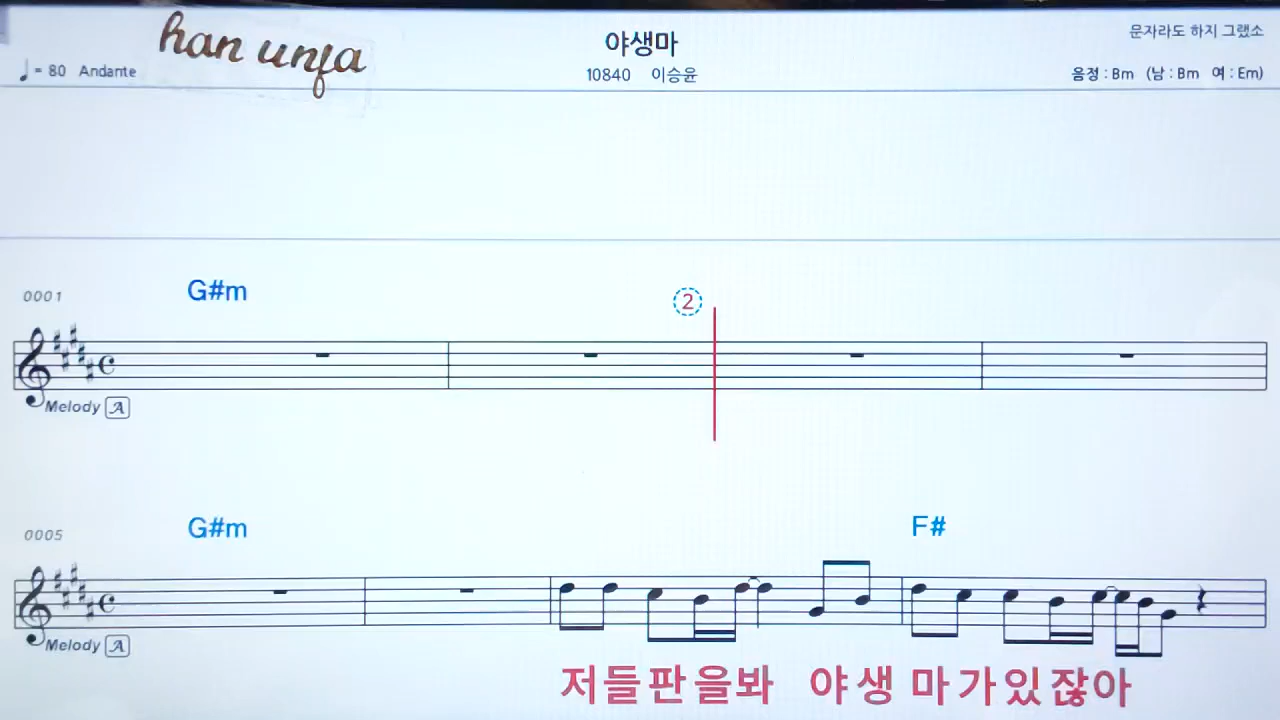 han unfa
야생마
문자라도 하지 그랬소
♩= 80 Andante
10840 이승윤
음정 : Bm (남 : Bm 여 : Em)
0001
G#m
②
Melody A
0005
G#m
F#
Melody A
저들판을봐 야생마가있잖아